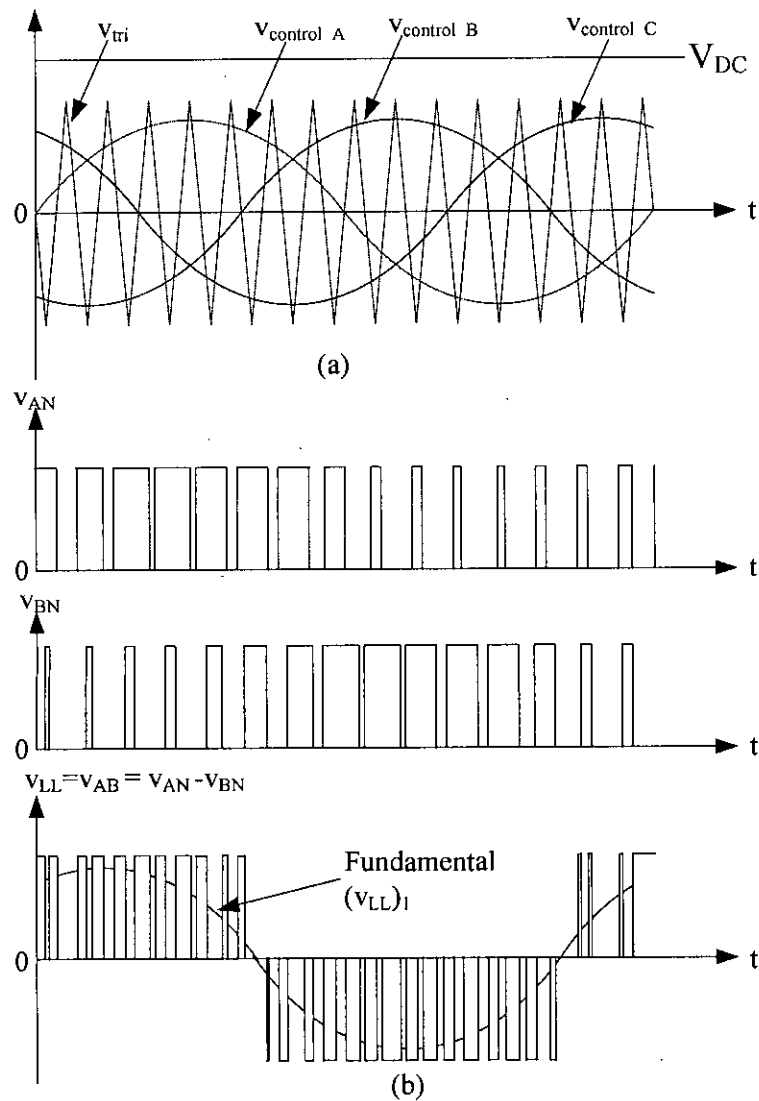 v_tri v_control A v_control B v_control C
V_DC
0 t
(a)
v_AN
0 t
v_BN
0 t
v_LL=v_AB = v_AN -v_BN
Fundamental
(v_LL)_1
0 t
(b)